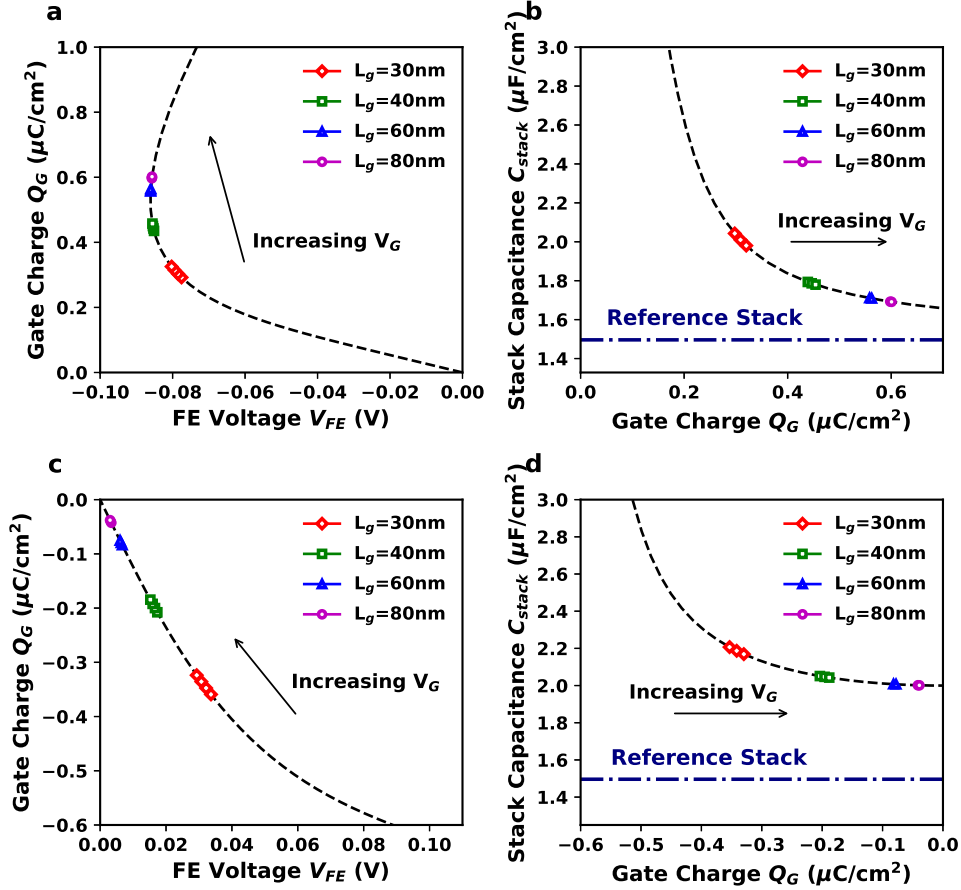 a
Gate Charge Q_G (μC/cm²)
1.0
0.8
0.6
0.4
0.2
0.0
−0.10
−0.08
−0.06
−0.04
−0.02
0.00
FE Voltage V_FE (V)
L_g=30nm
L_g=40nm
L_g=60nm
L_g=80nm
Increasing V_G
b
Stack Capacitance C_stack (μF/cm²)
3.0
2.8
2.6
2.4
2.2
2.0
1.8
1.6
1.4
0.0
0.2
0.4
0.6
Gate Charge Q_G (μC/cm²)
L_g=30nm
L_g=40nm
L_g=60nm
L_g=80nm
Increasing V_G
Reference Stack
c
Gate Charge Q_G (μC/cm²)
0.0
−0.1
−0.2
−0.3
−0.4
−0.5
−0.6
0.00
0.02
0.04
0.06
0.08
0.10
FE Voltage V_FE (V)
L_g=30nm
L_g=40nm
L_g=60nm
L_g=80nm
Increasing V_G
d
Stack Capacitance C_stack (μF/cm²)
3.0
2.8
2.6
2.4
2.2
2.0
1.8
1.6
1.4
−0.6
−0.5
−0.4
−0.3
−0.2
−0.1
0.0
Gate Charge Q_G (μC/cm²)
L_g=30nm
L_g=40nm
L_g=60nm
L_g=80nm
Increasing V_G
Reference Stack